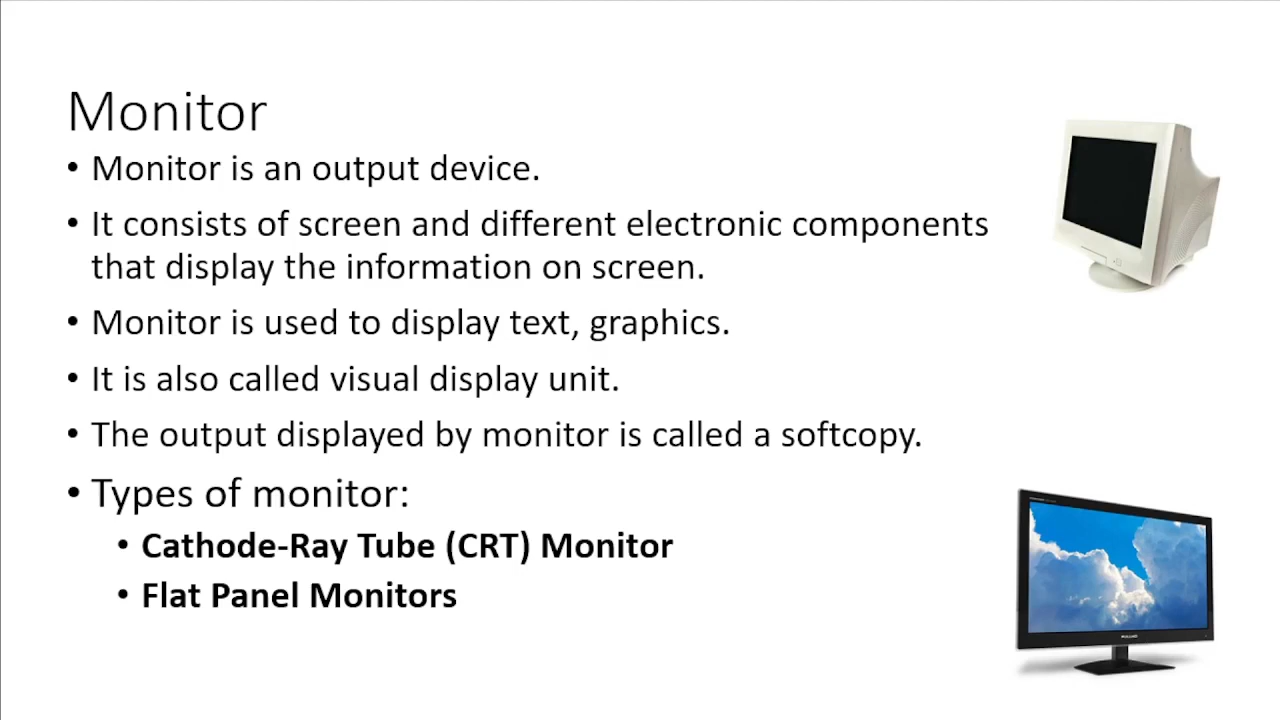 Monitor
• Monitor is an output device.
• It consists of screen and different electronic components
that display the information on screen.
• Monitor is used to display text, graphics.
• It is also called visual display unit.
• The output displayed by monitor is called a softcopy.
• Types of monitor:
• Cathode-Ray Tube (CRT) Monitor
• Flat Panel Monitors